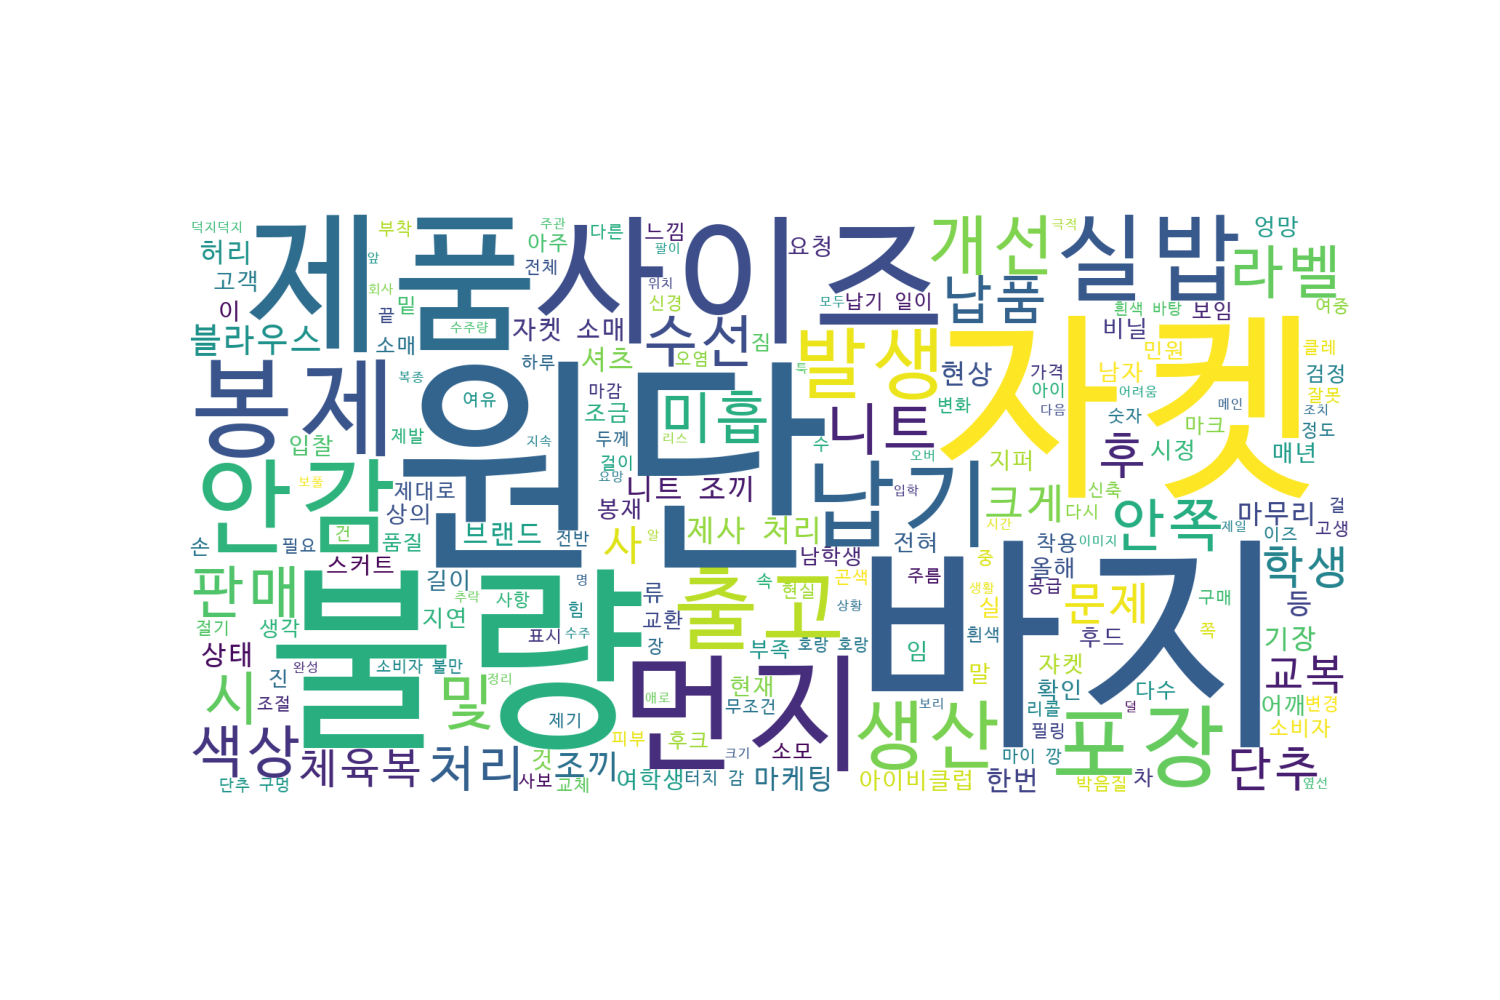 덕지덕지
부착
주관
아주
다른
느낌
요청
개선
실밥
극적
엉망
허리
제품
사이즈
팔이
라벨
고객
앞
전체
위치
납품
이
회사
밑
신경
모두
납기 일이
흰색 바탕
보임
여중
끝
수주량
자켓 소매
수선
짐
비닐
블라우스
소매
하루
셔츠
오염
발생
현상
자켓
민원
클레
봉제
복종
원단
툭
가격
남자
검정
여유
마감
미흡
아이
어려움
잘못
조금
변화
다음
숫자
메인
조치
입찰
제발
지속
두께
리스
수
니트
후
마크
정도
안감
보풀
걸이
요망
오버
지퍼
시정
매년
제대로
니트 조끼
납기
입학
크게
신축
걸
상의
봉재
제사 처리
시간
다시
안쪽
마무리
고생
건
품질
브랜드
전반
사
알
전혀
제일
이즈
손
필요
남학생
중
착용
이미지
학생
스커트
판매
불량
길이
명
출고
속
곤색
주름
바지
올해
공급
문제
추락
사항
힘
류
현실
생활
구매
등
절기
생각
지연
표시
수주
교환
상황
실
흰색
후드
쪽
기장
상태
완성
소비자 불만
장
부족
호랑 호랑
임
쟈켓
교복
시
진
및
정리
먼지
애로
현재
말
확인
다수
조절
제기
무조건
생산
보리
리콜
덜
포장
어깨
변경
색상
체육복
처리
피부
후크
크기
소모
필링
소비자
것
조끼
마이 깡
단추
단추 구멍
사보
교체
여학생
터치 감
마케팅
아이비클럽
한번
박음질
차
옆선